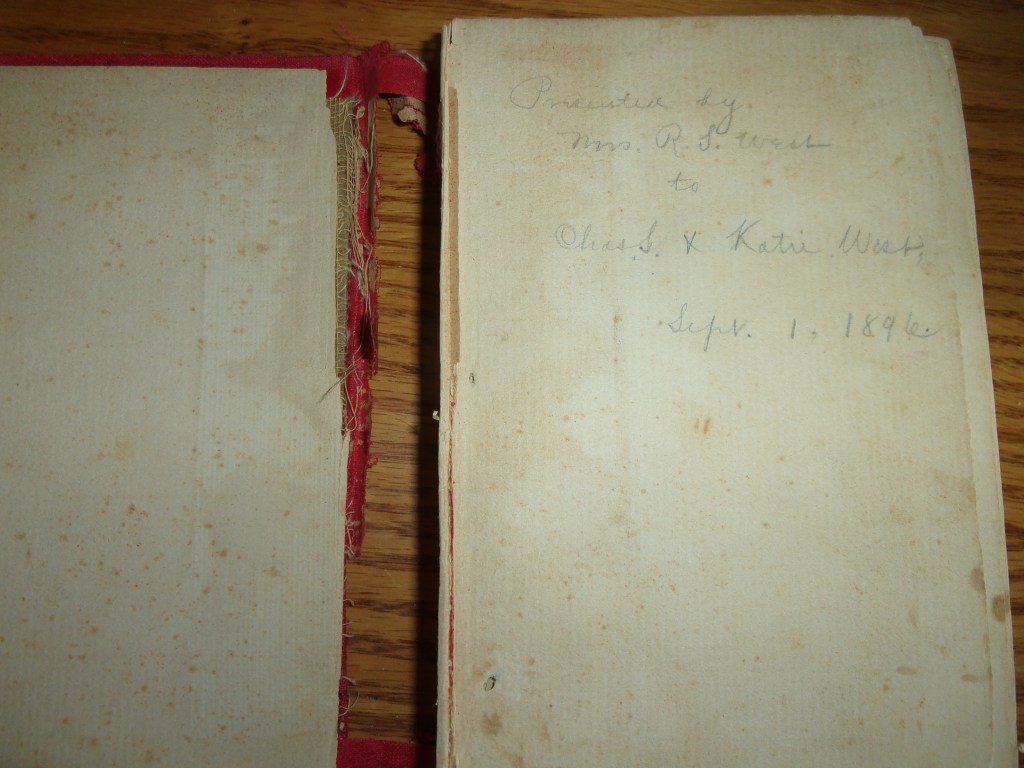 Presented by
Mrs. R. S. West
to
Chas. S. & Katie West,
Sept. 1, 1896.